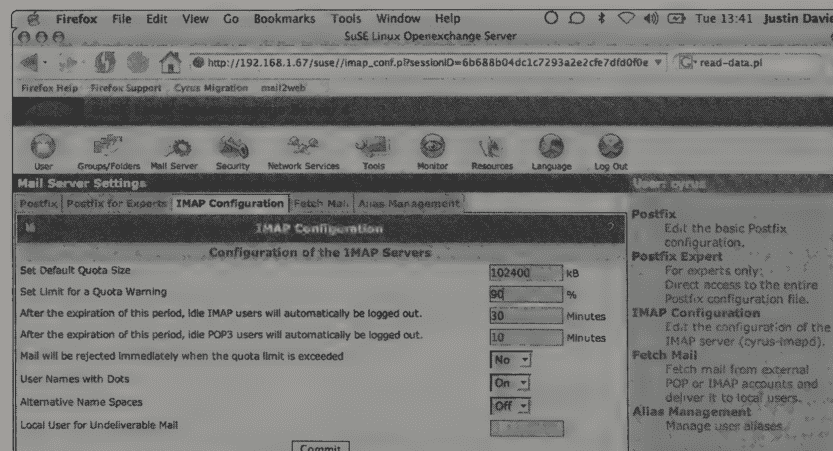 Firefox File Edit View Go Bookmarks Tools Window Help Tue 13:41 Justin Davie
SuSE Linux Openexchange Server
http://192.168.1.67/suse//imap_conf.pl?sessionID=6b688b04dc1c7293a2e2cfe7dfd0f0e read-data.pl
Firefox Help Firefox Support Cyrus Migration mail2web
User Groups/Folders Mail Server Security Network Services Tools Monitor Resources Language Log Out
Mail Server Settings
User: cyrus
Postfix Postfix for Experts IMAP Configuration Fetch Mail Alias Management
IMAP Configuration ?
Configuration of the IMAP Servers
Set Default Quota Size 102400 kB
Set Limit for a Quota Warning 90 %
After the expiration of this period, idle IMAP users will automatically be logged out. 30 Minutes
After the expiration of this period, idle POP3 users will automatically be logged out. 10 Minutes
Mail will be rejected immediately when the quota limit is exceeded No
User Names with Dots On
Alternative Name Spaces Off
Local User for Undeliverable Mail
Commit
Postfix
Edit the basic Postfix
configuration.
Postfix Expert
For experts only:
Direct access to the entire
Postfix configuration file.
IMAP Configuration
Edit the configuration of the
IMAP server (cyrus-imapd).
Fetch Mail
Fetch mail from external
POP or IMAP accounts and
deliver it to local users.
Alias Management
Manage user aliases.